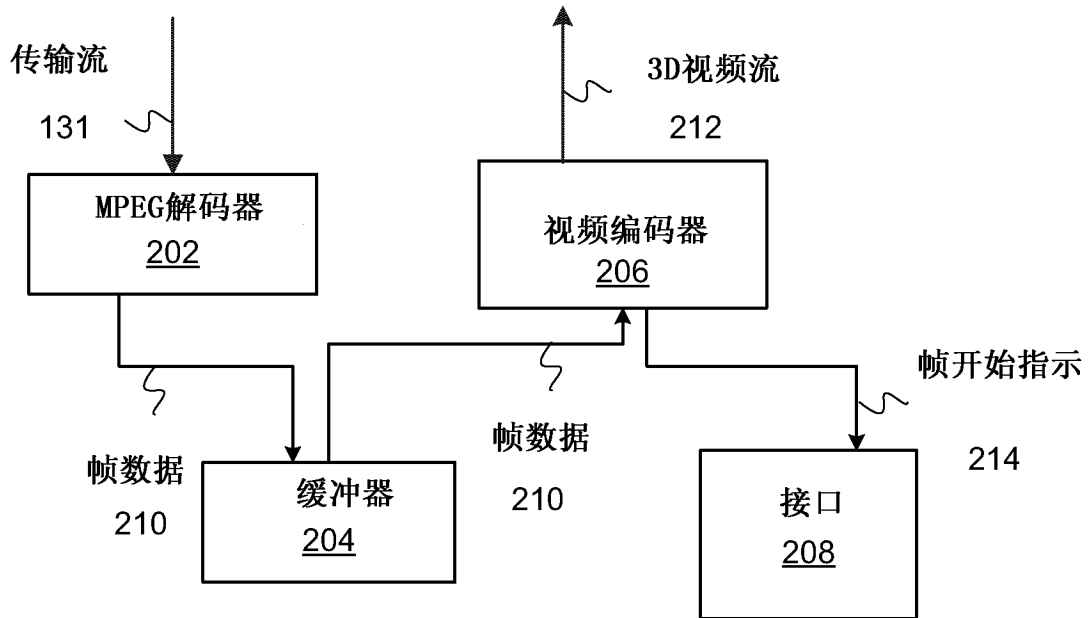 传输流
131
3D视频流
212
MPEG解码器
202
视频编码器
206
帧开始指示
214
帧数据
210
帧数据
210
缓冲器
204
接口
208